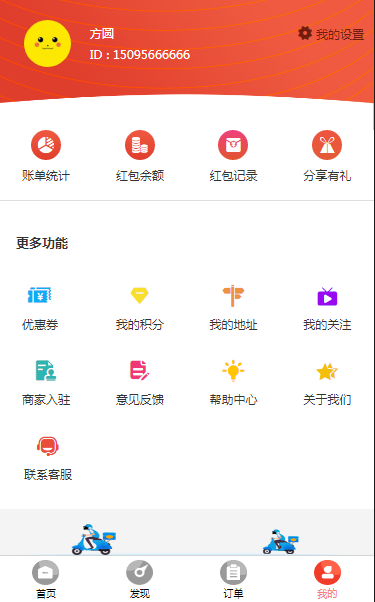 方圆
我的设置
ID：15095666666
账单统计 红包余额 红包记录 分享有礼
更多功能
优惠券 我的积分 我的地址 我的关注
商家入驻 意见反馈 帮助中心 关于我们
联系客服
首页 发现 订单 我的